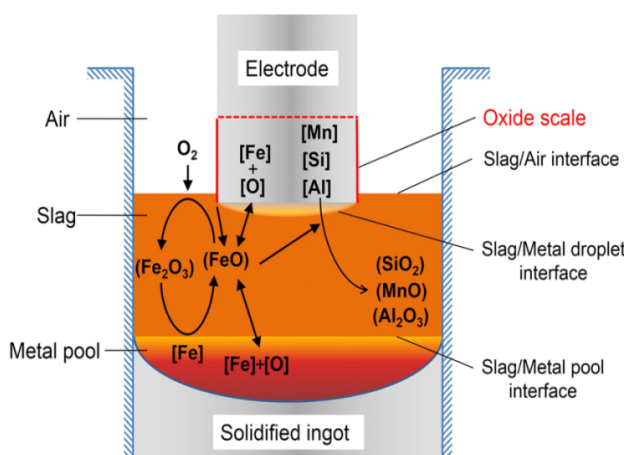 Electrode
Air
Oxide scale
[Mn]
[Fe]
+
[O]
[Si]
[Al]
O₂
Slag/Air interface
Slag
Slag/Metal droplet
interface
(Fe₂O₃)
(FeO)
(SiO₂)
(MnO)
(Al₂O₃)
Metal pool
[Fe]
[Fe]+[O]
Slag/Metal pool
interface
Solidified ingot